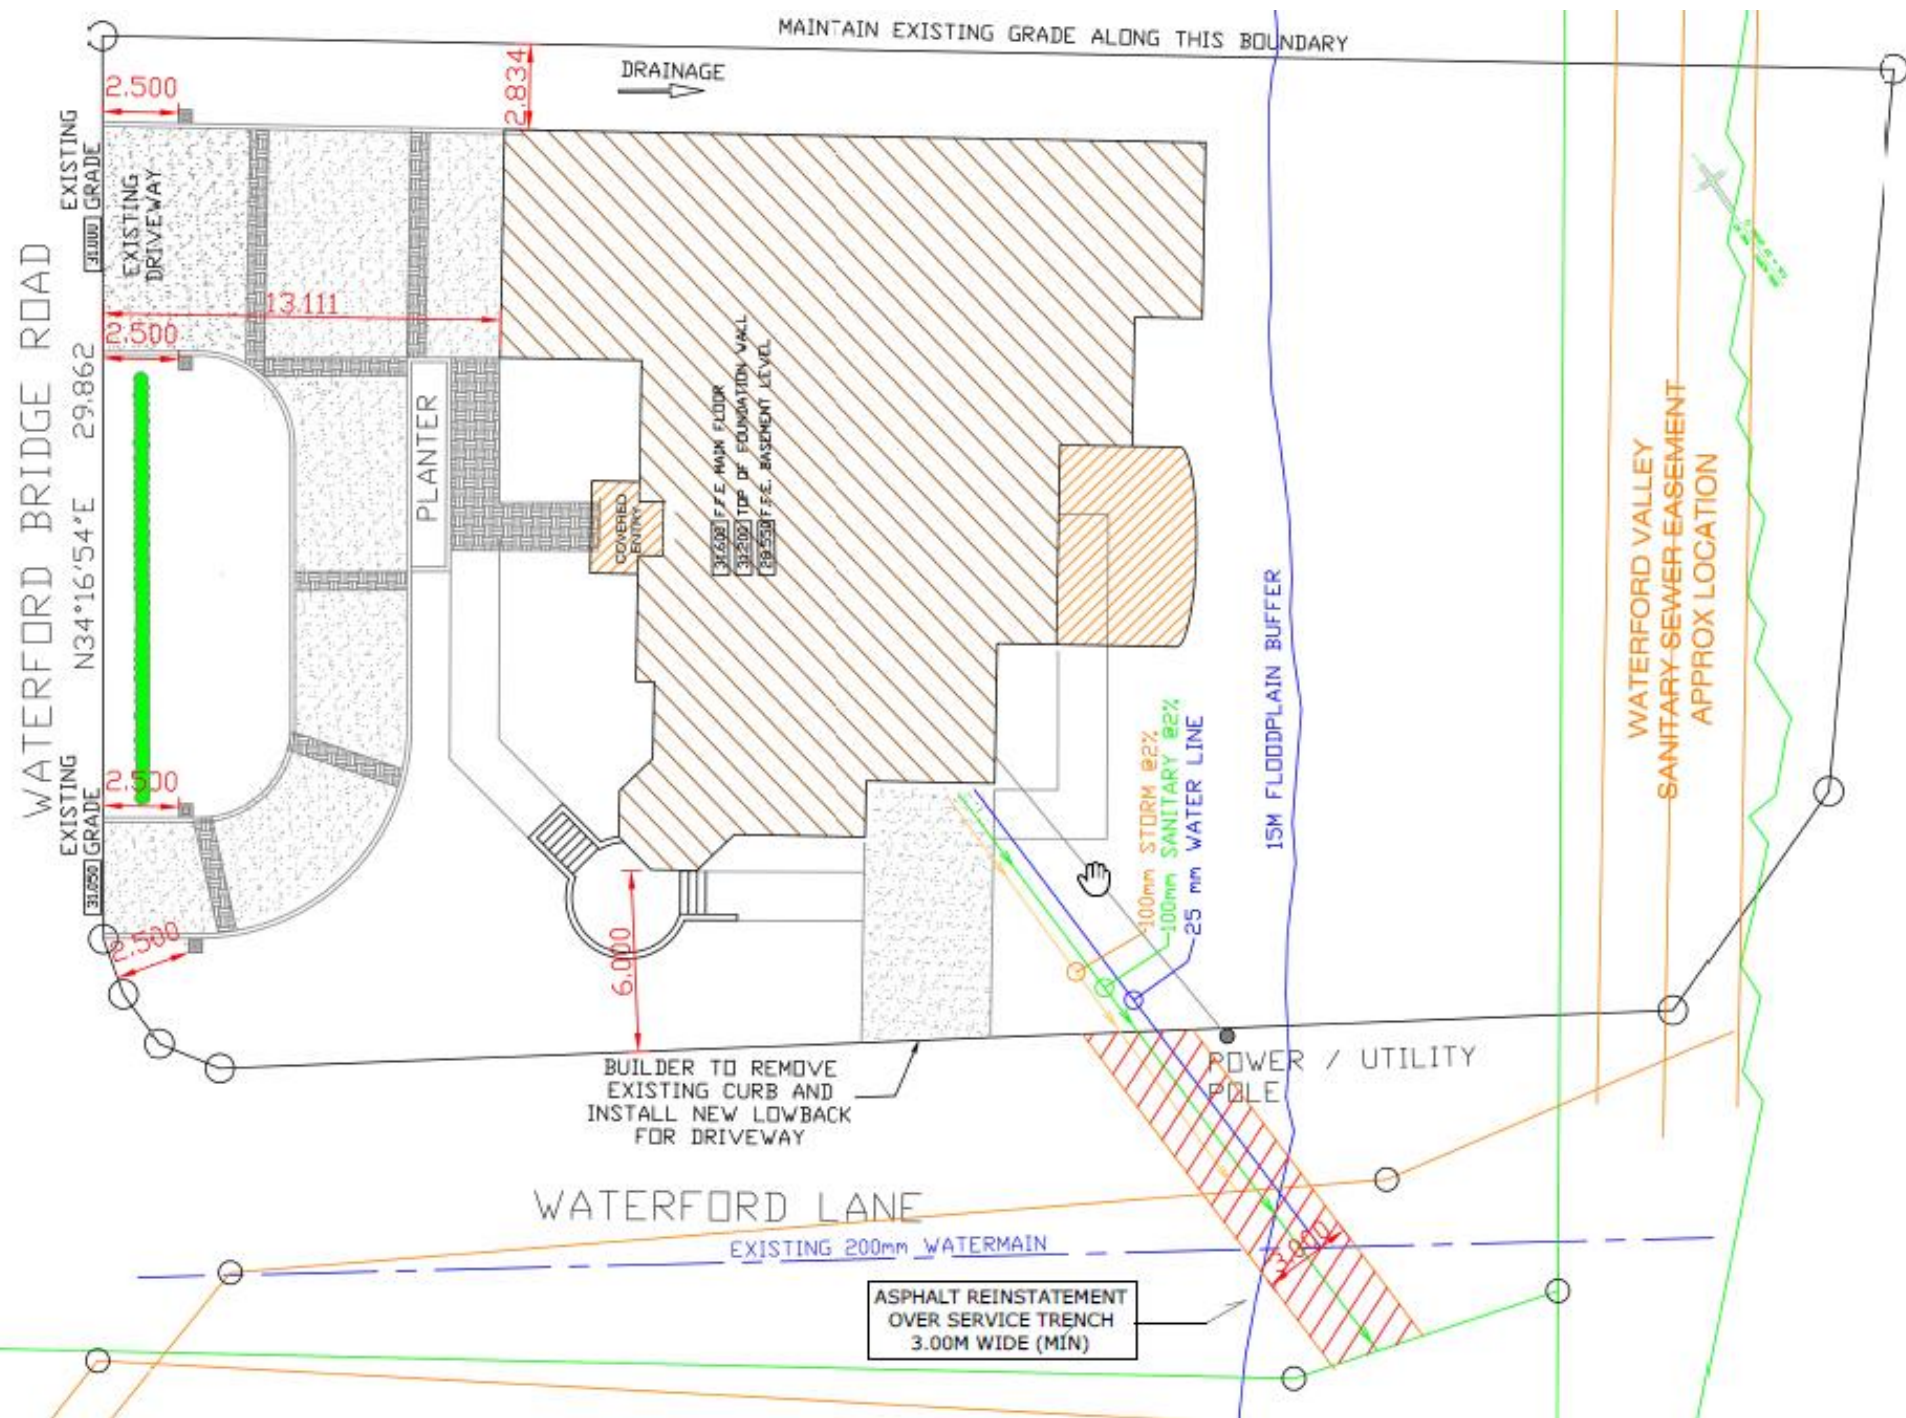 MAINTAIN EXISTING GRADE ALONG THIS BOUNDARY
DRAINAGE
2.834
2.500
EXISTING
GRADE
31.000
EXISTING
DRIVEWAY
13.111
2.500
WATERFORD BRIDGE ROAD
N34°16'54"E 29.862
PLANTER
COVERED
ENTRY
31.600 F.F.E. MAIN FLOOR
31.200 TOP OF FOUNDATION WALL
F.F.E. BASEMENT LEVEL
15M FLOODPLAIN BUFFER
WATERFORD VALLEY
SANITARY SEWER EASEMENT
APPROX LOCATION
100mm STORM @2%
100mm SANITARY @2%
25 mm WATER LINE
2.500
EXISTING
GRADE
31.050
2.500
6.000
BUILDER TO REMOVE
EXISTING CURB AND
INSTALL NEW LOWBACK
FOR DRIVEWAY
POWER / UTILITY
POLE
WATERFORD LANE
EXISTING 200mm WATERMAIN
ASPHALT REINSTATEMENT
OVER SERVICE TRENCH
3.00M WIDE (MIN)